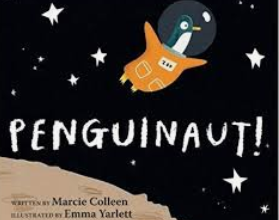 PENGUINAUT!
WRITTEN BY Marcie Colleen
ILLUSTRATED BY Emma Yarlett